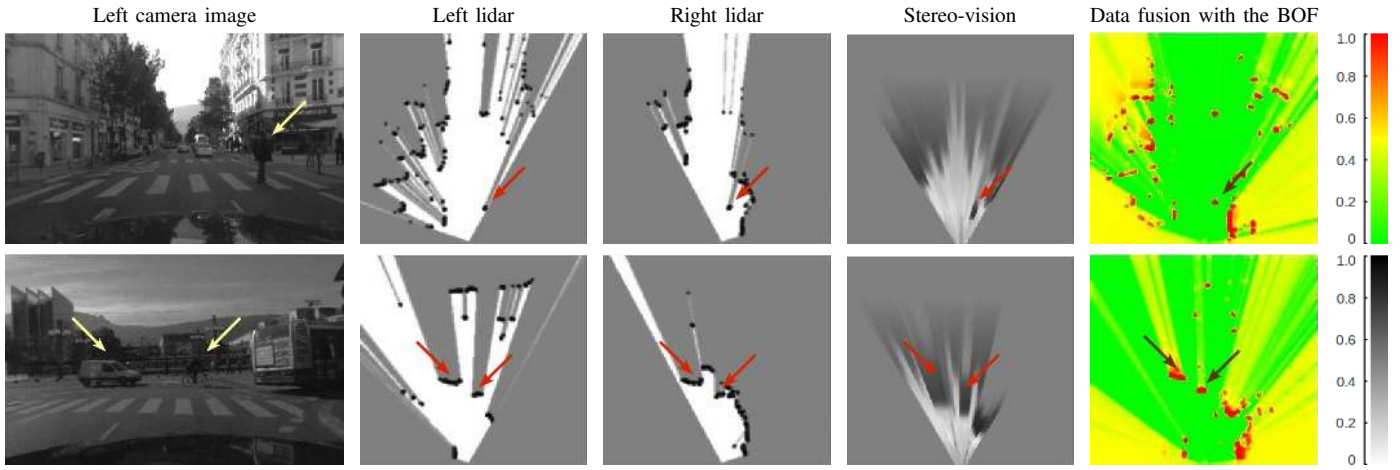 Left camera image
Left lidar
Right lidar
Stereo-vision
Data fusion with the BOF
1.0
0.8
0.6
0.4
0.2
0
1.0
0.8
0.6
0.4
0.2
0